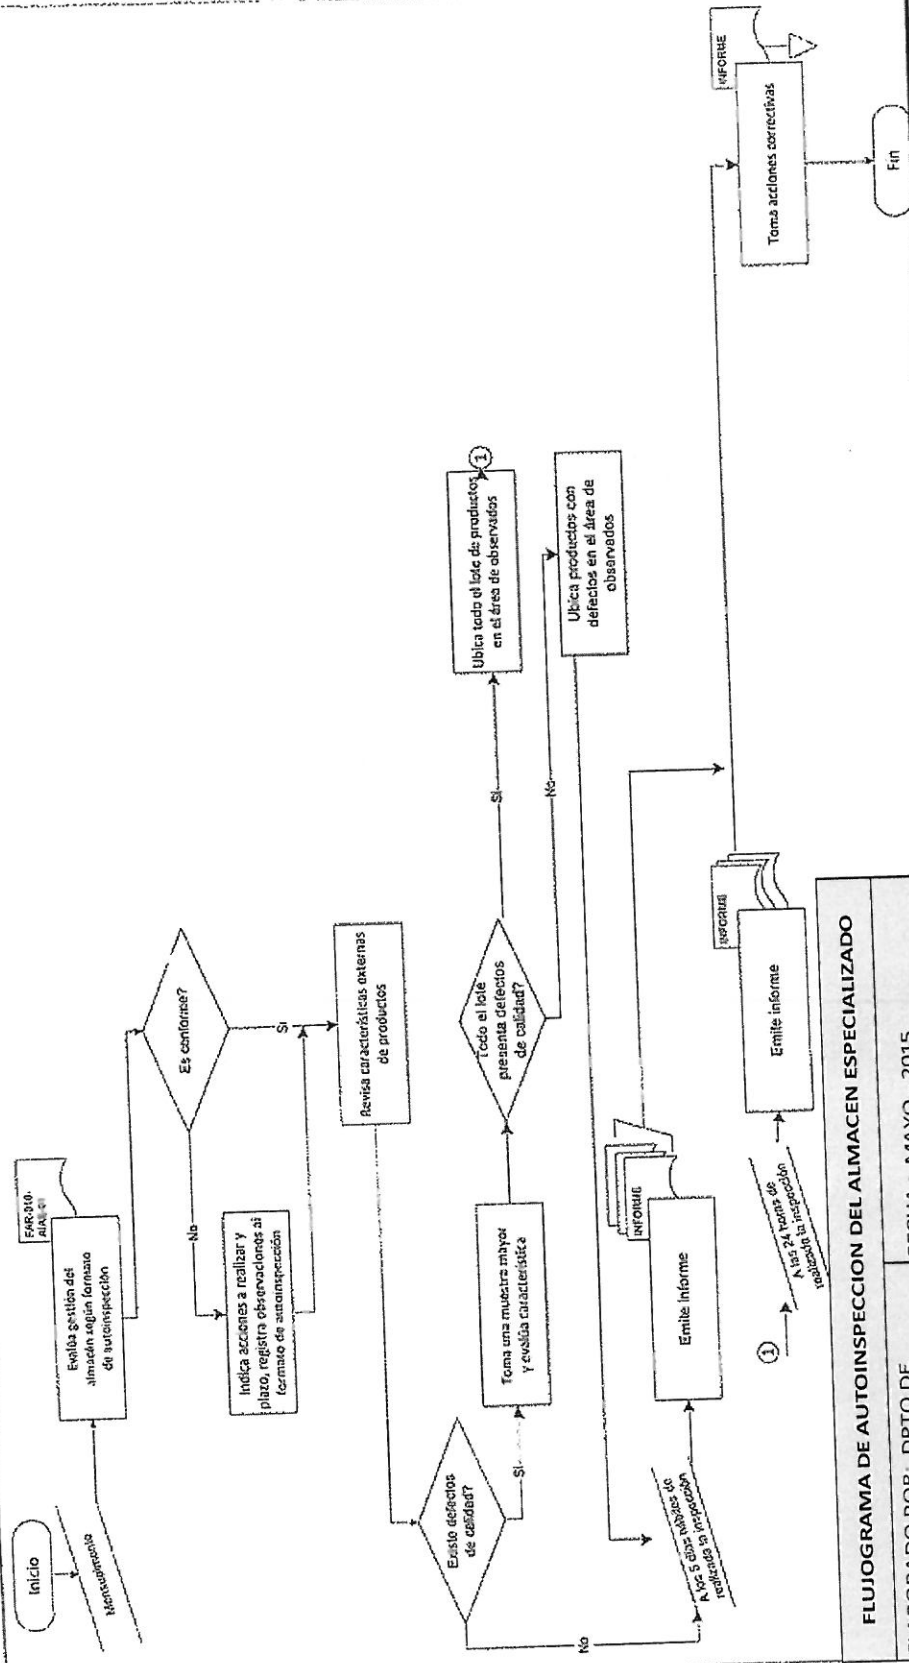 Inicio
Mensualmente
FAR-010-
Evalúa gestión del
almacén según formato
de autoinspección
Es conforme?
No
Si
Indica acciones a realizar y
plazo, registra observaciones al
formato de autoinspección
Revisa características externas
de productos
Existe defectos
de calidad?
No
Si
Toma una muestra mayor
y evalúa característica
Todo el lote
presenta defectos
de calidad?
Si
No
Ubica todo el lote de productos
en el área de observados
1
Ubica productos con
defectos en el área de
observados
A los 5 días hábiles de
realizada la inspección
INFORME
Emite informe
1
A las 24 horas de
realizada la inspección
INFORME
Emite informe
INFORME
Toma acciones correctivas
Fin
FLUJOGRAMA DE AUTOINSPECCION DEL ALMACEN ESPECIALIZADO
ELABORADO POR: DPTO DE
FECHA : MAYO 2015